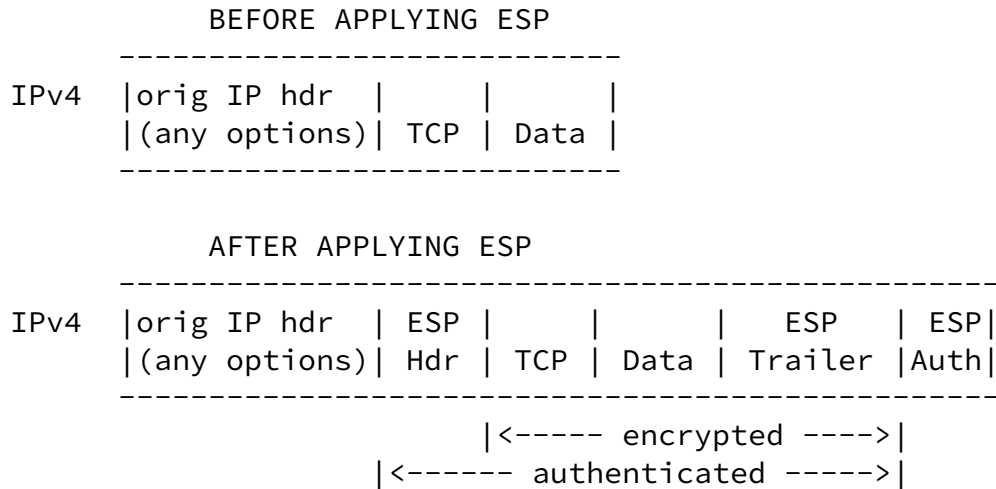 BEFORE APPLYING ESP
----------------------------
IPv4 |orig IP hdr | | |
|(any options)| TCP | Data |
----------------------------
AFTER APPLYING ESP
-------------------------------------------------
IPv4 |orig IP hdr | ESP | | | ESP | ESP|
|(any options)| Hdr | TCP | Data | Trailer |Auth|
-------------------------------------------------
|<----- encrypted ---->|
|<------ authenticated ----->|